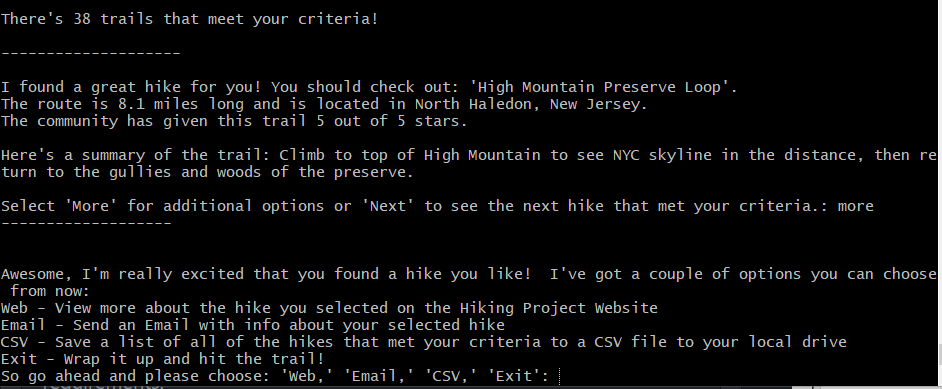 There's 38 trails that meet your criteria!
--------------------
I found a great hike for you! You should check out: 'High Mountain Preserve Loop'.
The route is 8.1 miles long and is located in North Haledon, New Jersey.
The community has given this trail 5 out of 5 stars.
Here's a summary of the trail: Climb to top of High Mountain to see NYC skyline in the distance, then re
turn to the gullies and woods of the preserve.
Select 'More' for additional options or 'Next' to see the next hike that met your criteria.: more
-------------------
Awesome, I'm really excited that you found a hike you like!  I've got a couple of options you can choose
 from now:
Web - View more about the hike you selected on the Hiking Project Website
Email - Send an Email with info about your selected hike
CSV - Save a list of all of the hikes that met your criteria to a CSV file to your local drive
Exit - Wrap it up and hit the trail!
So go ahead and please choose: 'Web,' 'Email,' 'CSV,' 'Exit':